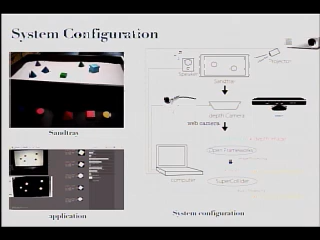 System Configuration
Speaker
Projector
Sandtray
depth Camera
web camera
Sandtray
Open Frameworks
Computer
SuperCollider
application
System configuration